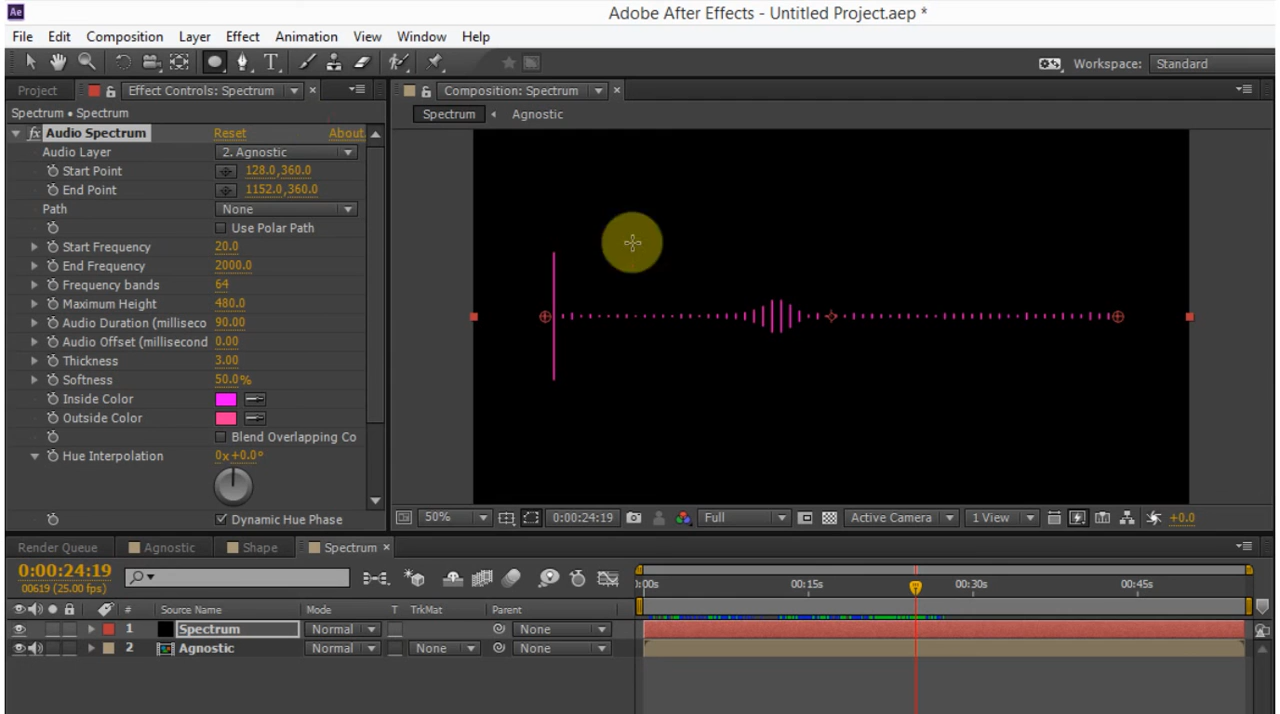 Ae
Adobe After Effects - Untitled Project.aep *
File Edit Composition Layer Effect Animation View Window Help
T
Workspace: Standard
Project Effect Controls: Spectrum ×
Composition: Spectrum ×
Spectrum • Spectrum
Spectrum Agnostic
fx Audio Spectrum Reset About
Audio Layer 2. Agnostic
Start Point 128.0,360.0
End Point 1152.0,360.0
Path None
Use Polar Path
Start Frequency 20.0
End Frequency 2000.0
Frequency bands 64
Maximum Height 480.0
Audio Duration (milliseco 90.00
Audio Offset (millisecond 0.00
Thickness 3.00
Softness 50.0%
Inside Color
Outside Color
Blend Overlapping Co
Hue Interpolation 0x+0.0°
Dynamic Hue Phase
50% 0:00:24:19 Full Active Camera 1 View +0.0
Render Queue Agnostic Shape Spectrum ×
0:00:24:19
00619 (25.00 fps)
):00s 00:15s 00:30s 00:45s
# Source Name Mode T TrkMat Parent
1 Spectrum Normal None
2 Agnostic Normal None None